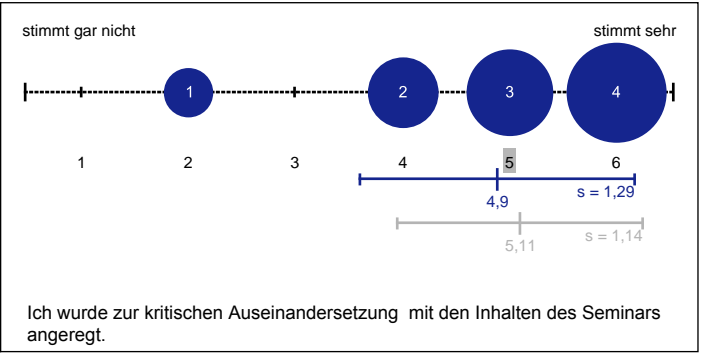 stimmt gar nicht stimmt sehr
1 2 3 4
1 2 3 4 5 6
4,9 s = 1,29
5,11 s = 1,14
Ich wurde zur kritischen Auseinandersetzung mit den Inhalten des Seminars
angeregt.